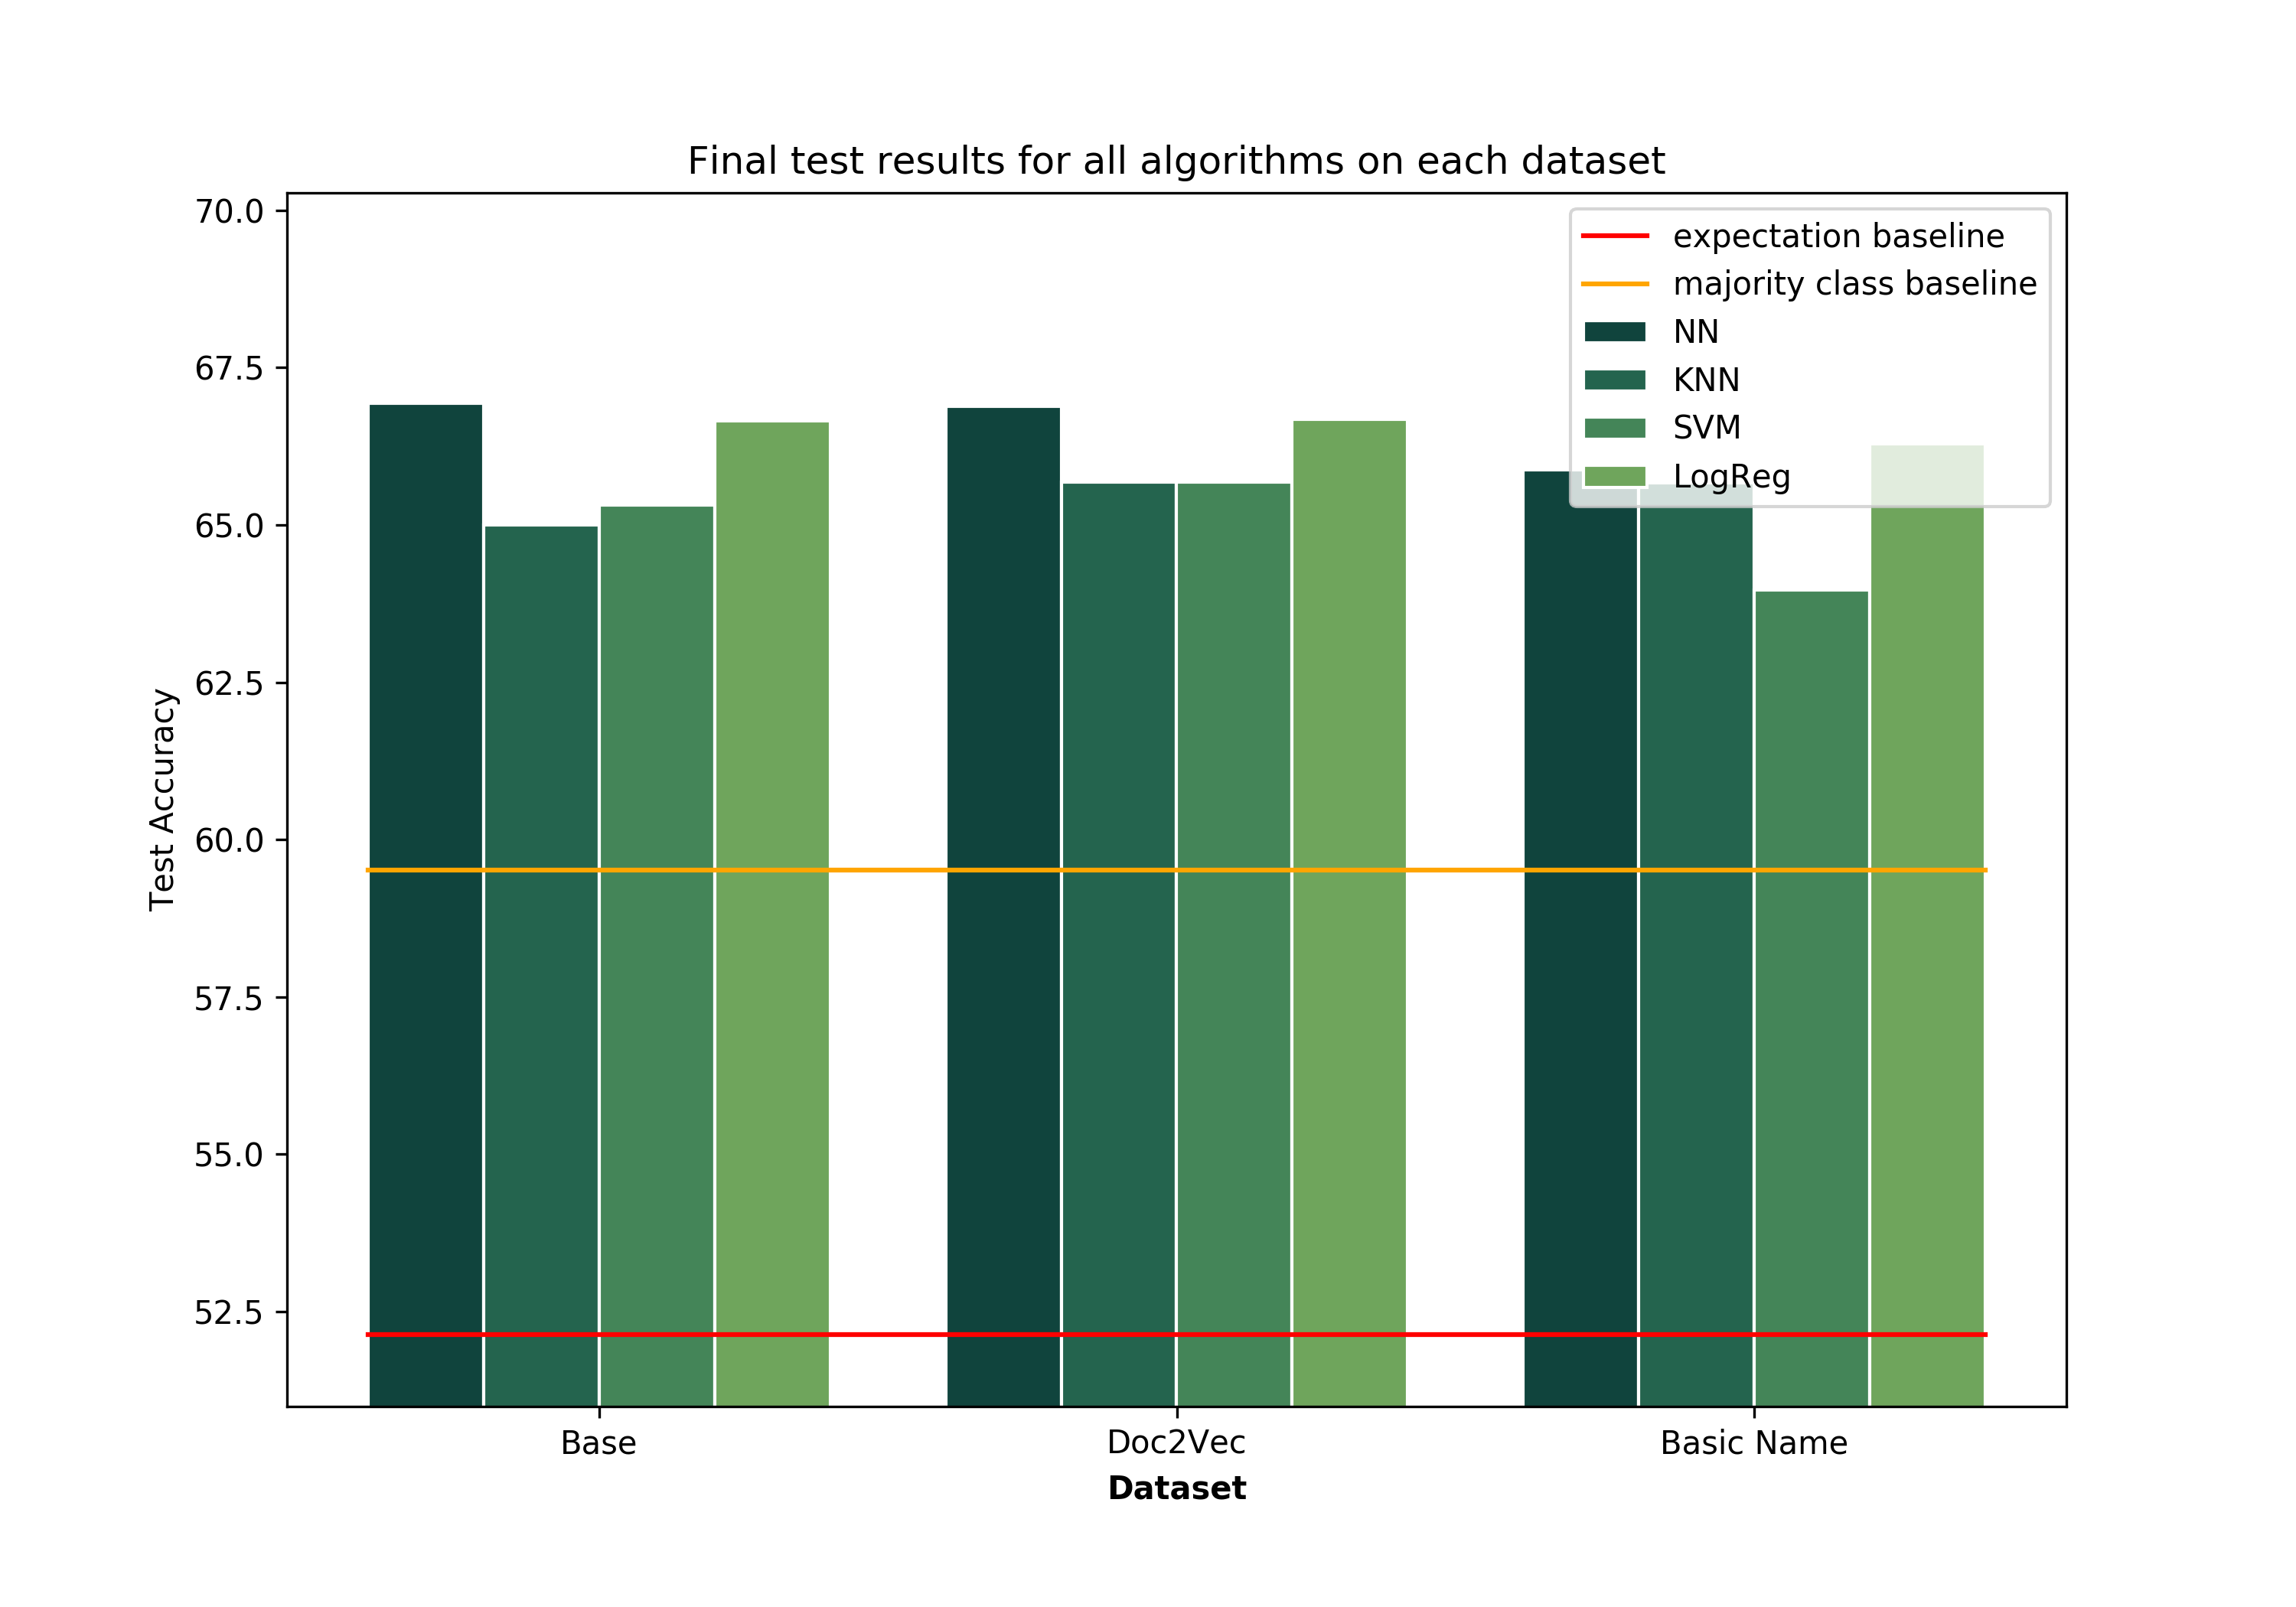 Final test results for all algorithms on each dataset
70.0
67.5
65.0
62.5
60.0
57.5
55.0
52.5
Test Accuracy
expectation baseline
majority class baseline
NN
KNN
SVM
LogReg
Base
Doc2Vec
Basic Name
Dataset